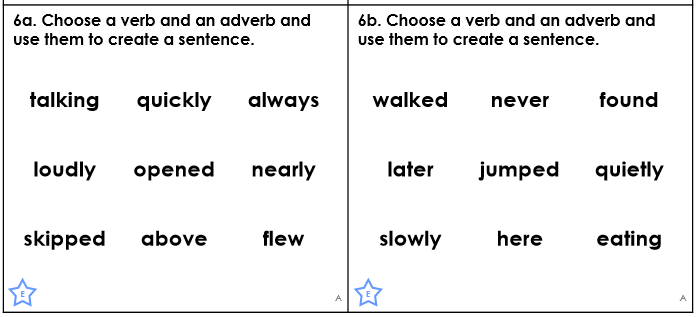 6a. Choose a verb and an adverb and
use them to create a sentence.
talking quickly always
loudly opened nearly
skipped above flew
E
A
6b. Choose a verb and an adverb and
use them to create a sentence.
walked never found
later jumped quietly
slowly here eating
E
A